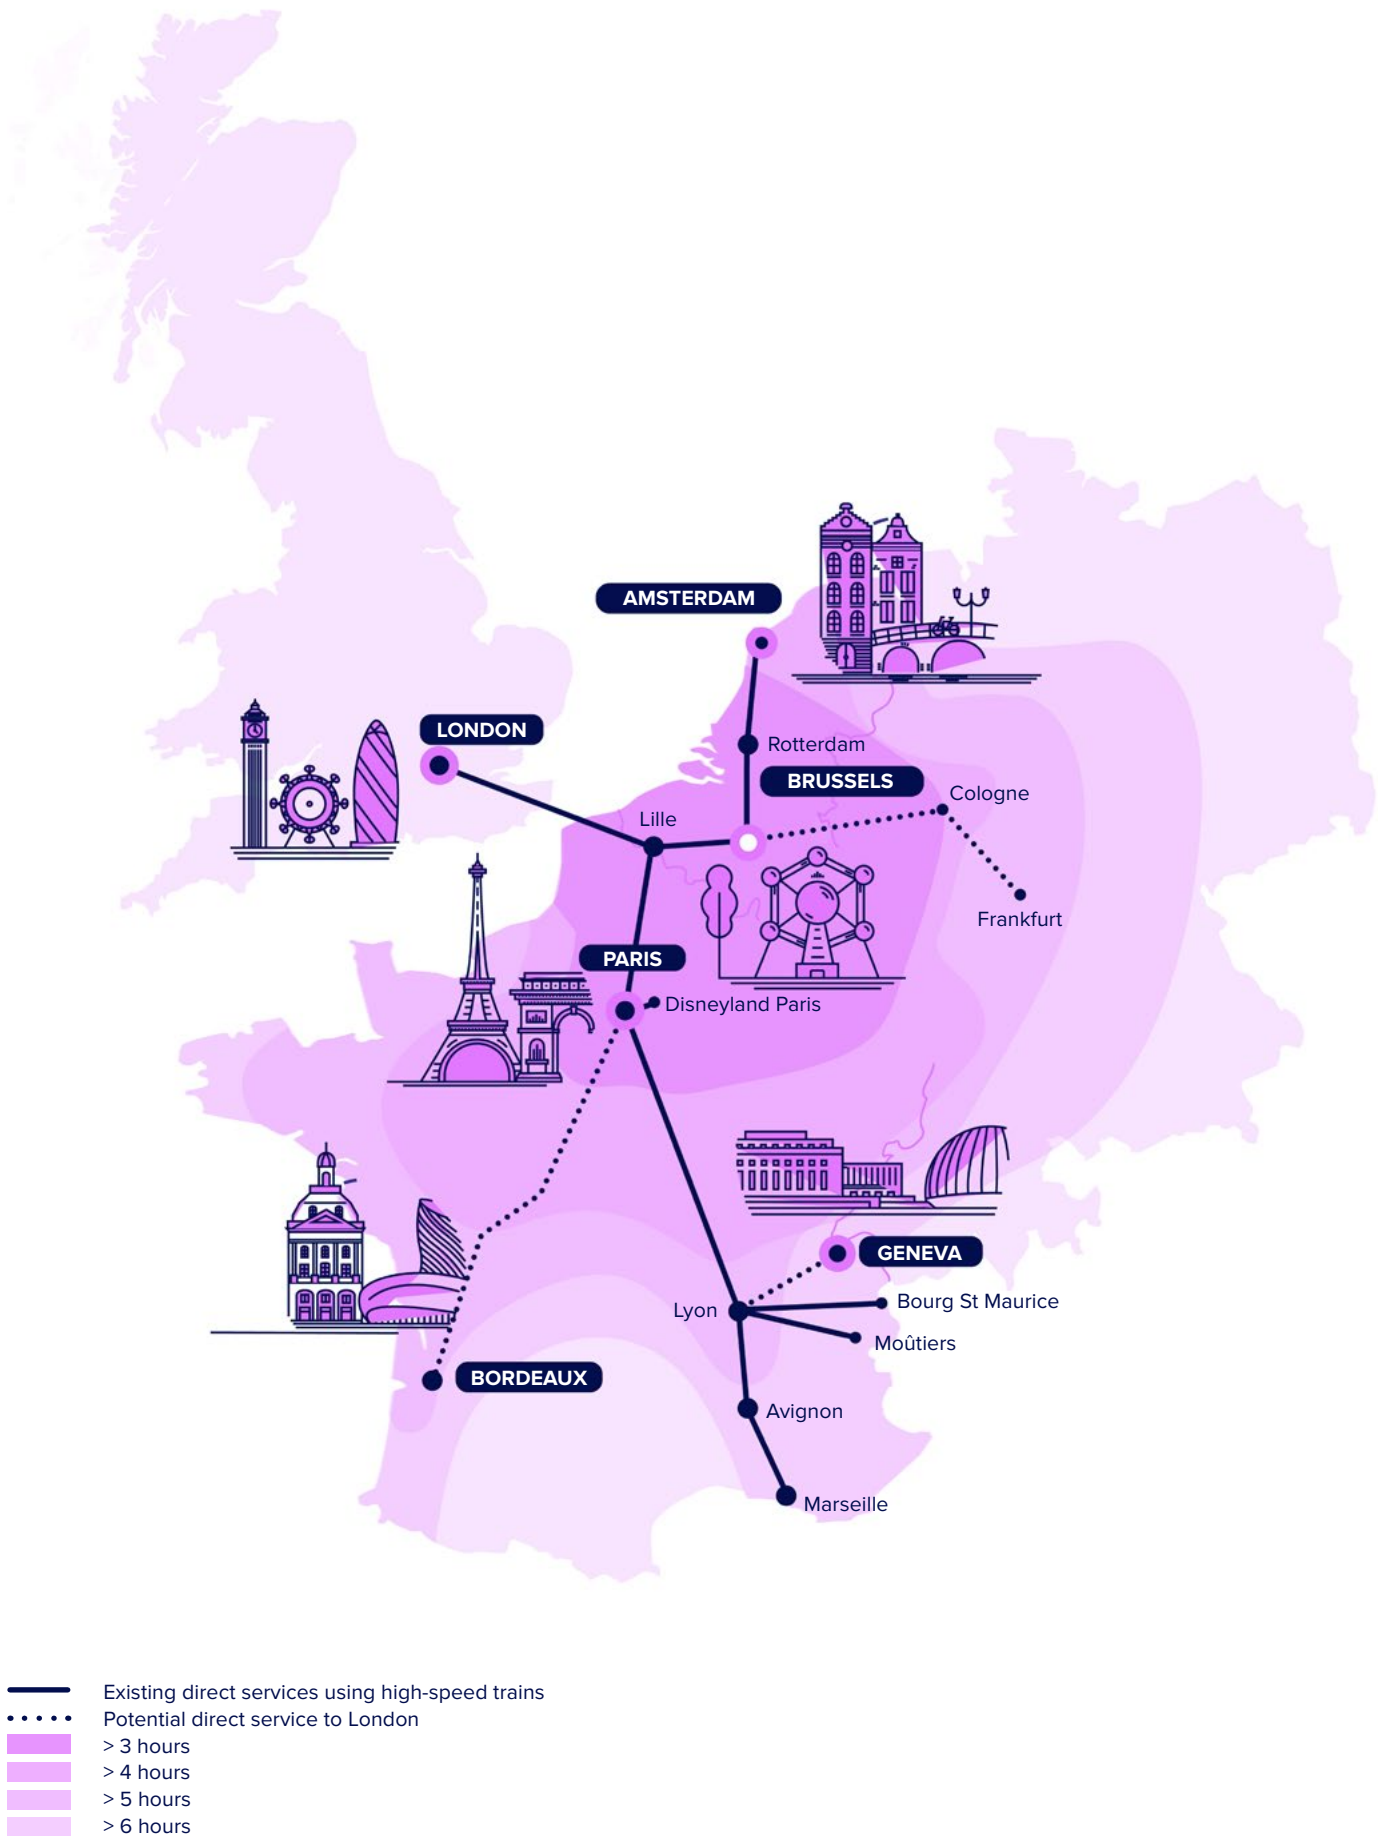 AMSTERDAM
LONDON
Rotterdam
BRUSSELS
Cologne
Lille
Frankfurt
PARIS
Disneyland Paris
GENEVA
Bourg St Maurice
Lyon
Moûtiers
BORDEAUX
Avignon
Marseille
Existing direct services using high-speed trains
Potential direct service to London
> 3 hours
> 4 hours
> 5 hours
> 6 hours